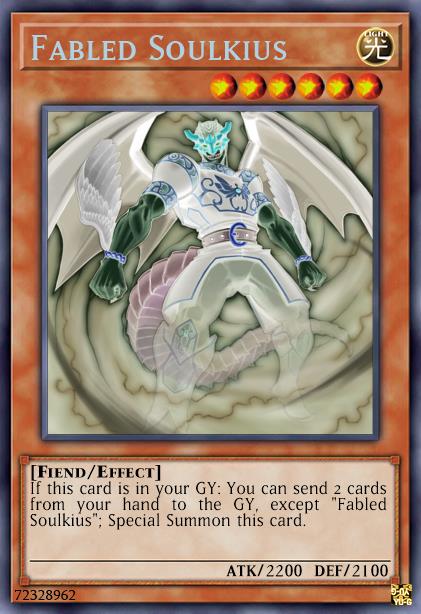 Fabled Soulkius
LIGHT
光
[Fiend/Effect]
If this card is in your GY: You can send 2 cards
from your hand to the GY, except "Fabled
Soulkius"; Special Summon this card.
ATK/2200 DEF/2100
72328962